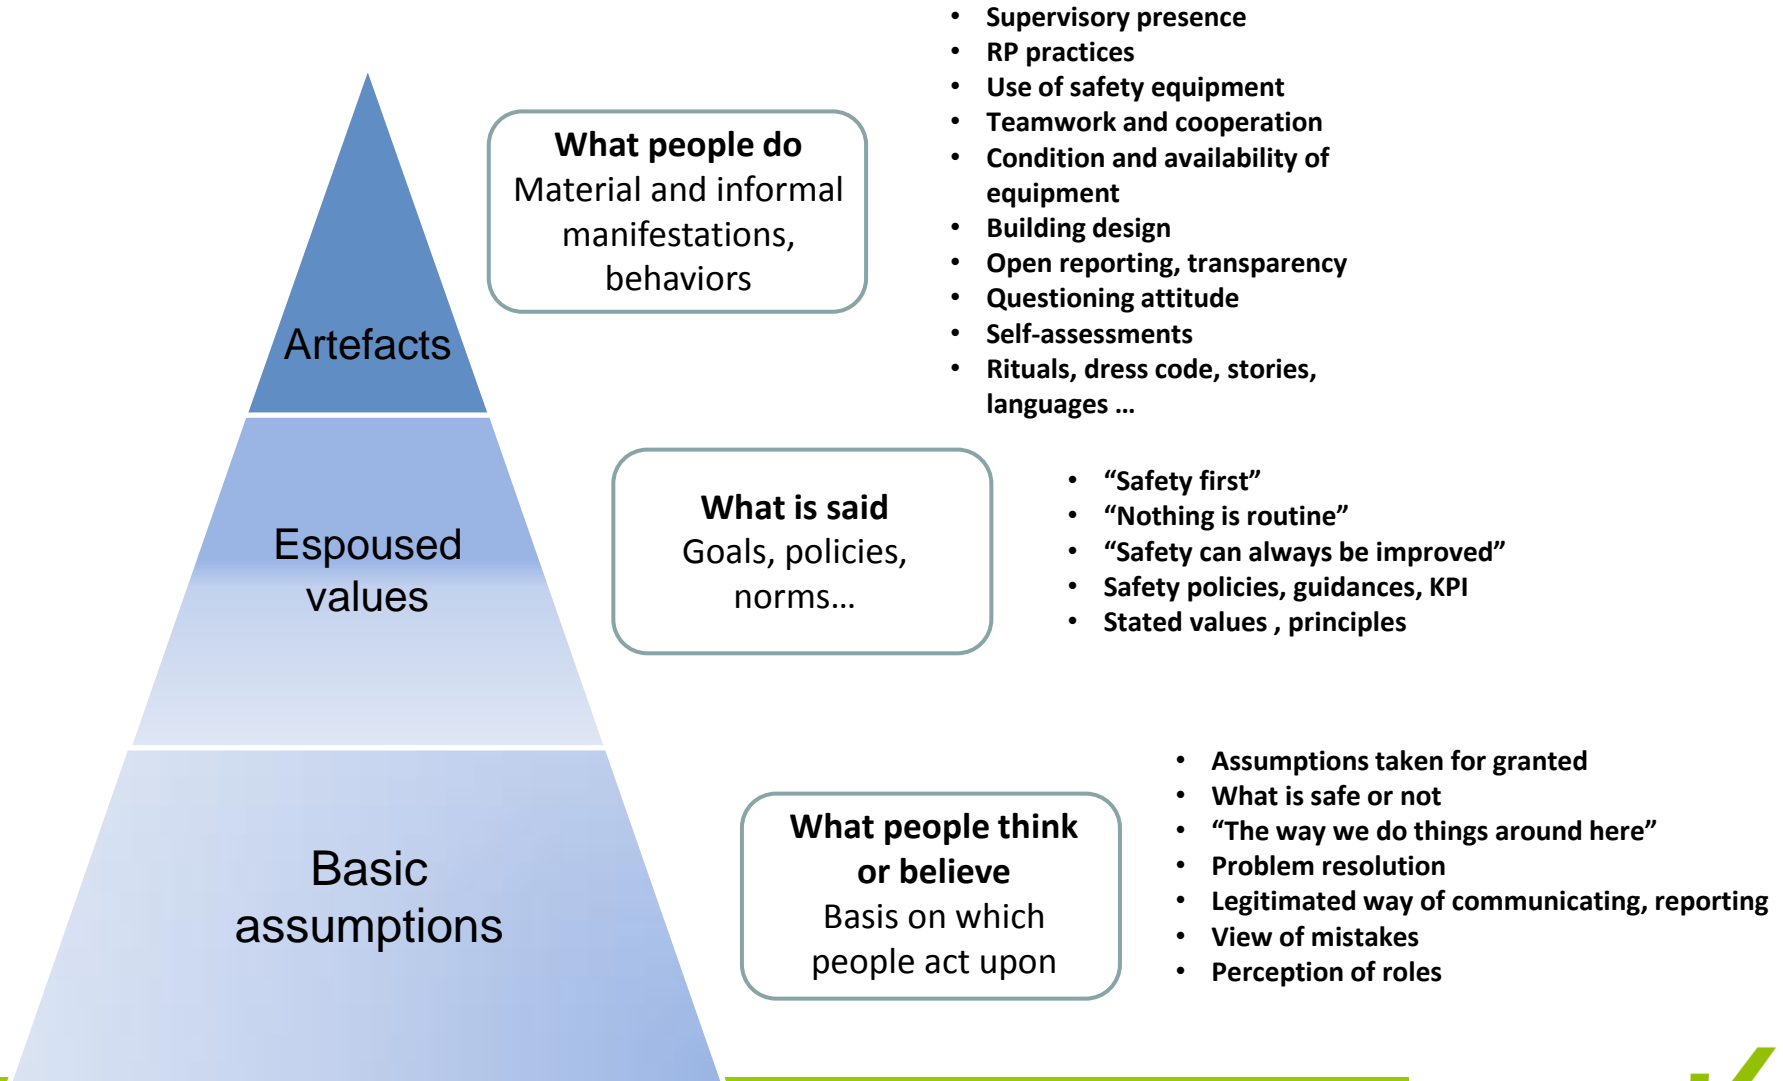 • Supervisory presence
• RP practices
• Use of safety equipment
• Teamwork and cooperation
• Condition and availability of
equipment
• Building design
• Open reporting, transparency
• Questioning attitude
• Self-assessments
• Rituals, dress code, stories,
languages …
What people do
Material and informal
manifestations,
behaviors
Artefacts
• “Safety first”
• “Nothing is routine”
• “Safety can always be improved”
• Safety policies, guidances, KPI
• Stated values , principles
What is said
Goals, policies,
norms…
Espoused
values
• Assumptions taken for granted
• What is safe or not
• “The way we do things around here”
• Problem resolution
• Legitimated way of communicating, reporting
• View of mistakes
• Perception of roles
What people think
or believe
Basis on which
people act upon
Basic
assumptions